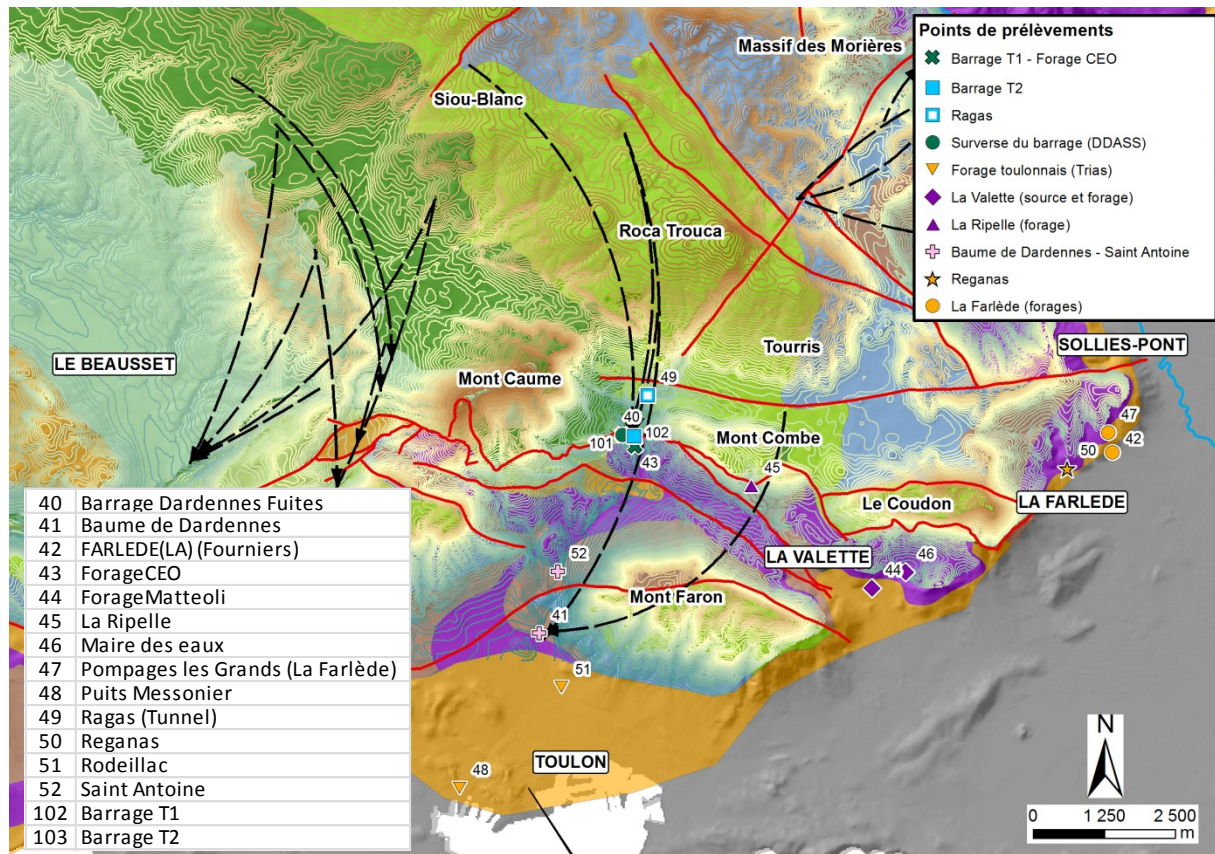 Massif des Morières
Siou-Blanc
Roca Trouca
LE BEAUSSET
Mont Caume
Tourris
SOLLIES-PONT
49
40
101
102
43
Mont Combe
45
47
42
50
Le Coudon
LA FARLEDE
LA VALETTE
46
44
52
Mont Faron
41
51
48
TOULON
Points de prélèvements
Barrage T1 - Forage CEO
Barrage T2
Ragas
Surverse du barrage (DDASS)
Forage toulonnais (Trias)
La Valette (source et forage)
La Ripelle (forage)
Baume de Dardennes - Saint Antoine
Reganas
La Farlède (forages)
40 Barrage Dardennes Fuites
41 Baume de Dardennes
42 FARLEDE(LA) (Fourniers)
43 ForageCEO
44 ForageMatteoli
45 La Ripelle
46 Maire des eaux
47 Pompages les Grands (La Farlède)
48 Puits Messonier
49 Ragas (Tunnel)
50 Reganas
51 Rodeillac
52 Saint Antoine
102 Barrage T1
103 Barrage T2
N
0 1 250 2 500
m